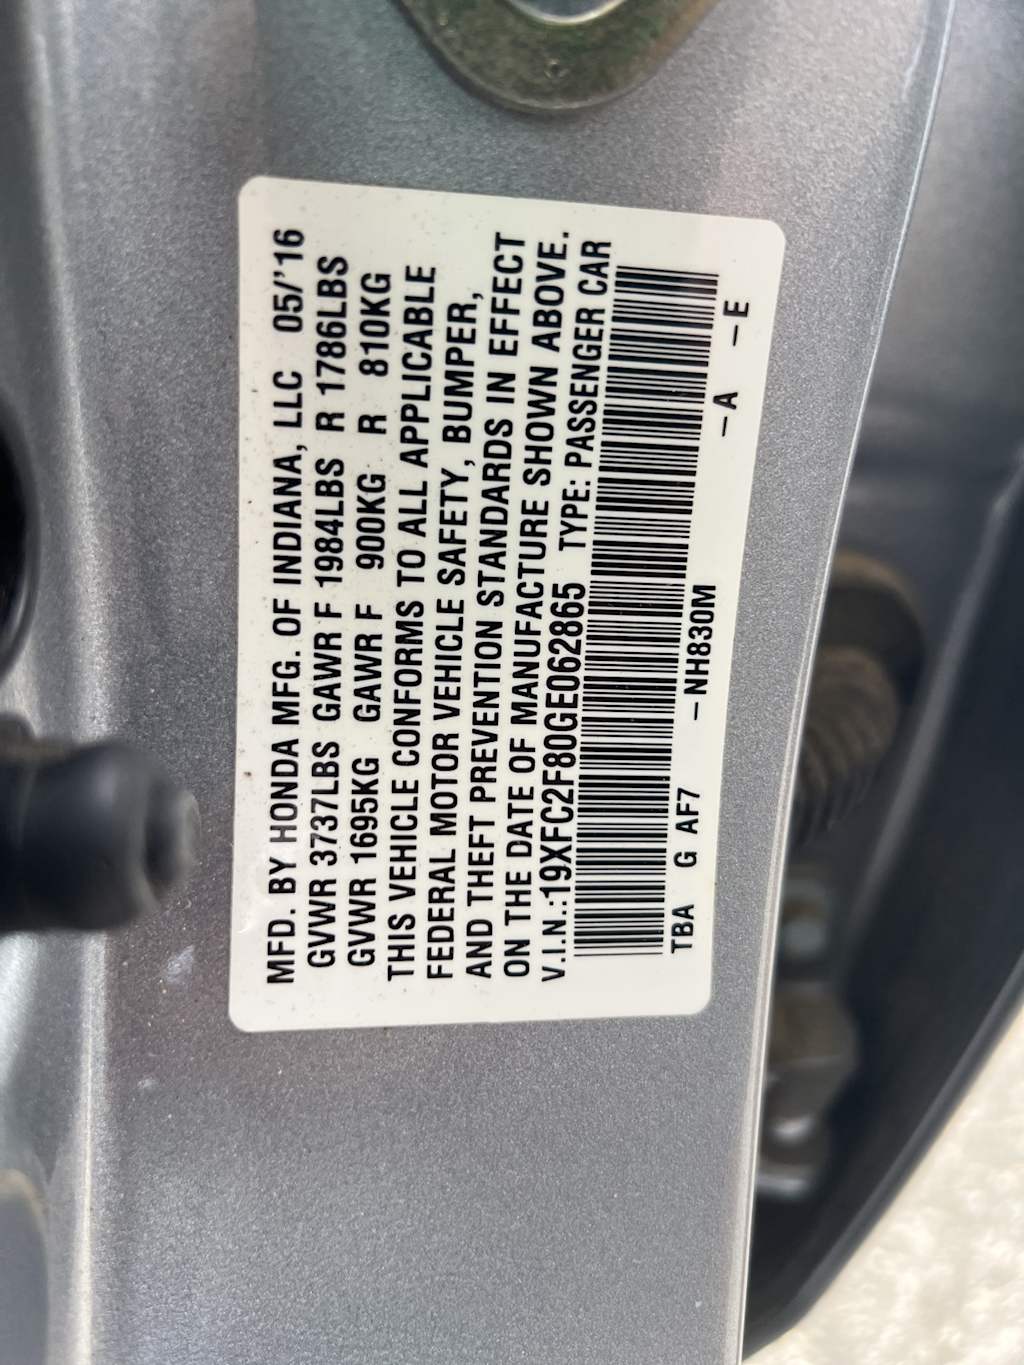 MFD. BY HONDA MFG. OF INDIANA, LLC 05/'16
GVWR 3737LBS GAWR F 1984LBS R 1786LBS
GVWR 1695KG GAWR F 900KG R 810KG
THIS VEHICLE CONFORMS TO ALL APPLICABLE
FEDERAL MOTOR VEHICLE SAFETY, BUMPER,
AND THEFT PREVENTION STANDARDS IN EFFECT
ON THE DATE OF MANUFACTURE SHOWN ABOVE.
V.I.N.:19XFC2F80GE062865 TYPE: PASSENGER CAR
TBA G AF7 -NH830M -A -E